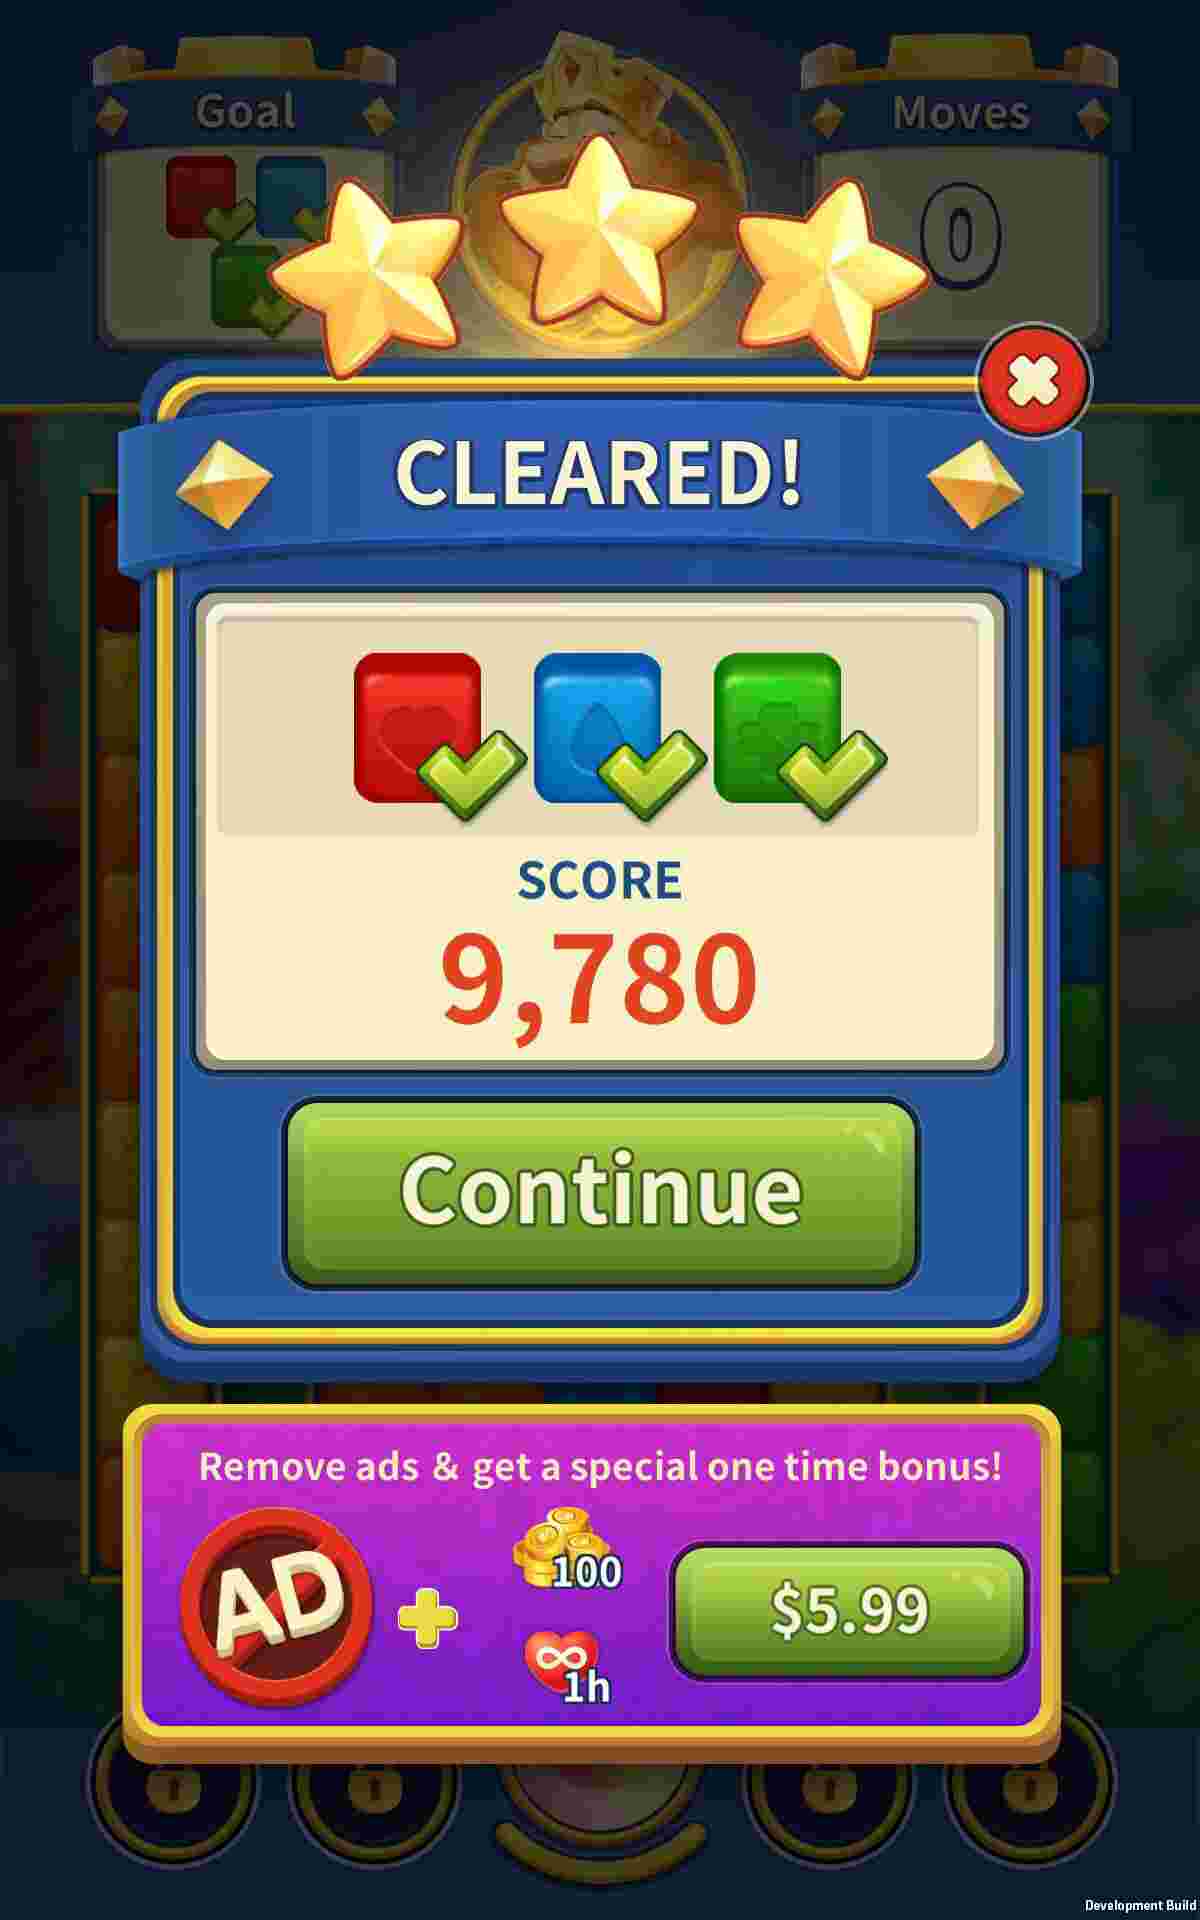 Goal
Moves
0
CLEARED!
SCORE
9,780
Continue
Remove ads & get a special one time bonus!
AD
100
1h
$5.99
Development Build